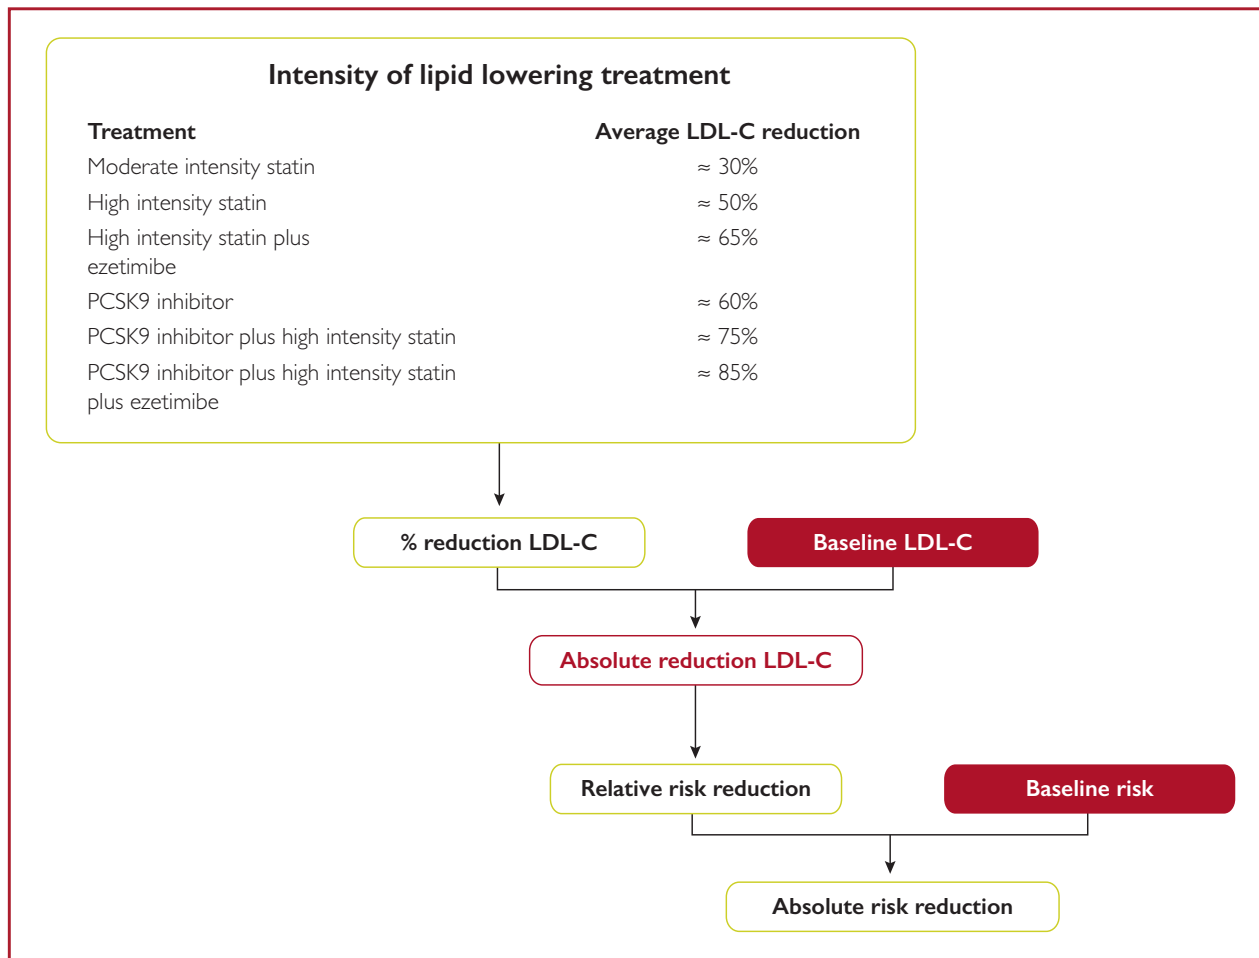 Intensity of lipid lowering treatment
Treatment Average LDL-C reduction
Moderate intensity statin ≈ 30%
High intensity statin ≈ 50%
High intensity statin plus ≈ 65%
ezetimibe
PCSK9 inhibitor ≈ 60%
PCSK9 inhibitor plus high intensity statin ≈ 75%
PCSK9 inhibitor plus high intensity statin ≈ 85%
plus ezetimibe
% reduction LDL-C Baseline LDL-C
Absolute reduction LDL-C
Relative risk reduction Baseline risk
Absolute risk reduction